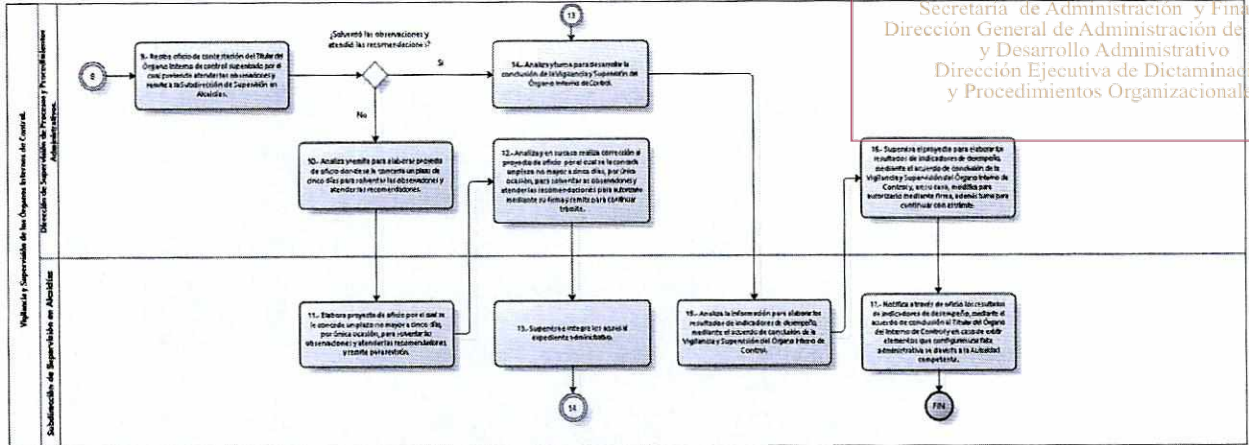 Secretaría de Administración y Fina
Dirección General de Administración de
y Desarrollo Administrativo
Dirección Ejecutiva de Dictaminac
y Procedimientos Organizacionale
Vigilancia y Supervisión de los Órganos Internos de Control.
Dirección de Supervisión de Procesos y Procedimientos
Administrativos.
9.- Recibe oficio de contestación del Titular del
Órgano Interno de control supervisado por el
cual pretende atender las observaciones y
remite a la Subdirección de Supervisión en
Alcaldías.
¿Solventó las observaciones y
atendió las recomendaciones?
Si
No
13
14.- Analiza y turna para desarrollar la
conclusión de la Vigilancia y Supervisión del
Órgano Interno de Control.
10.- Analiza y remite para elaborar proyecto
de oficio donde se le concede un plazo de
cinco días para solventar las observaciones y
atender las recomendaciones.
12.- Analiza y en su caso realiza corrección al
proyecto de oficio por el cual se le concede
un plazo no mayor a cinco días, por única
ocasión, para solventar las observaciones y
atender las recomendaciones para autorizarlo
mediante su firma y remite para continuar
trámite.
16.- Supervisa el proyecto para elaborar los
resultados de indicadores de desempeño,
mediante el acuerdo de conclusión de la
Vigilancia y Supervisión del Órgano Interno de
Control y, en su caso, modifica para
autorizarlo mediante firma, además turna para
continuar con el trámite.
Subdirección de Supervisión en Alcaldías
11.- Elabora proyecto de oficio por el cual se
le concede un plazo no mayor a cinco días,
por única ocasión, para solventar las
observaciones y atender las recomendaciones
y remite para revisión.
13.- Supervisa e integra los acuses al
expediente administrativo.
15.- Analiza la información para elaborar los
resultados de indicadores de desempeño,
mediante el acuerdo de conclusión de la
Vigilancia y Supervisión del Órgano Interno de
Control.
17.- Notifica a través de oficio los resultados
de indicadores de desempeño, mediante el
acuerdo de conclusión al Titular del Órgano
del Interno de Control y en caso de existir
elementos que configuren una falta
administrativa se da vista a la Autoridad
competente.
14
FIN